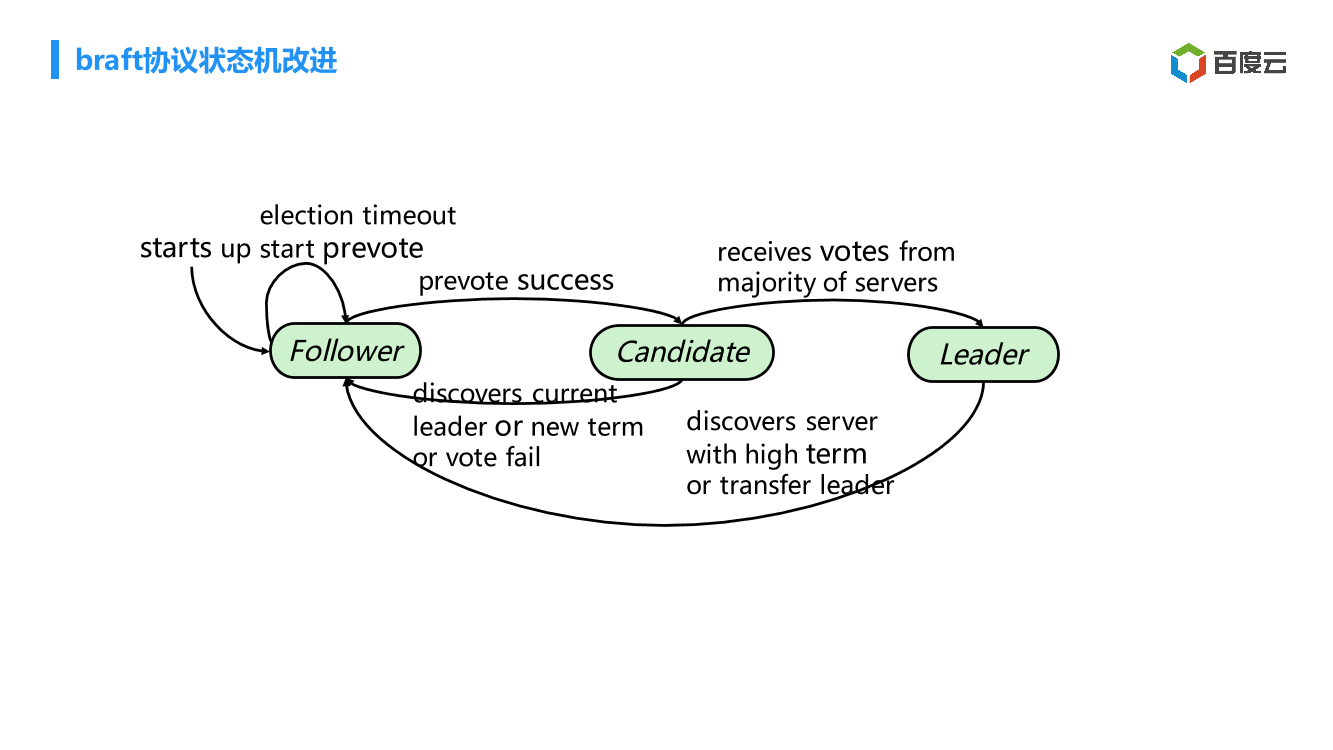 braft协议状态机改进
百度云
election timeout
starts up start prevote
prevote success
receives votes from
majority of servers
Follower
Candidate
Leader
discovers current
leader or new term
or vote fail
discovers server
with high term
or transfer leader